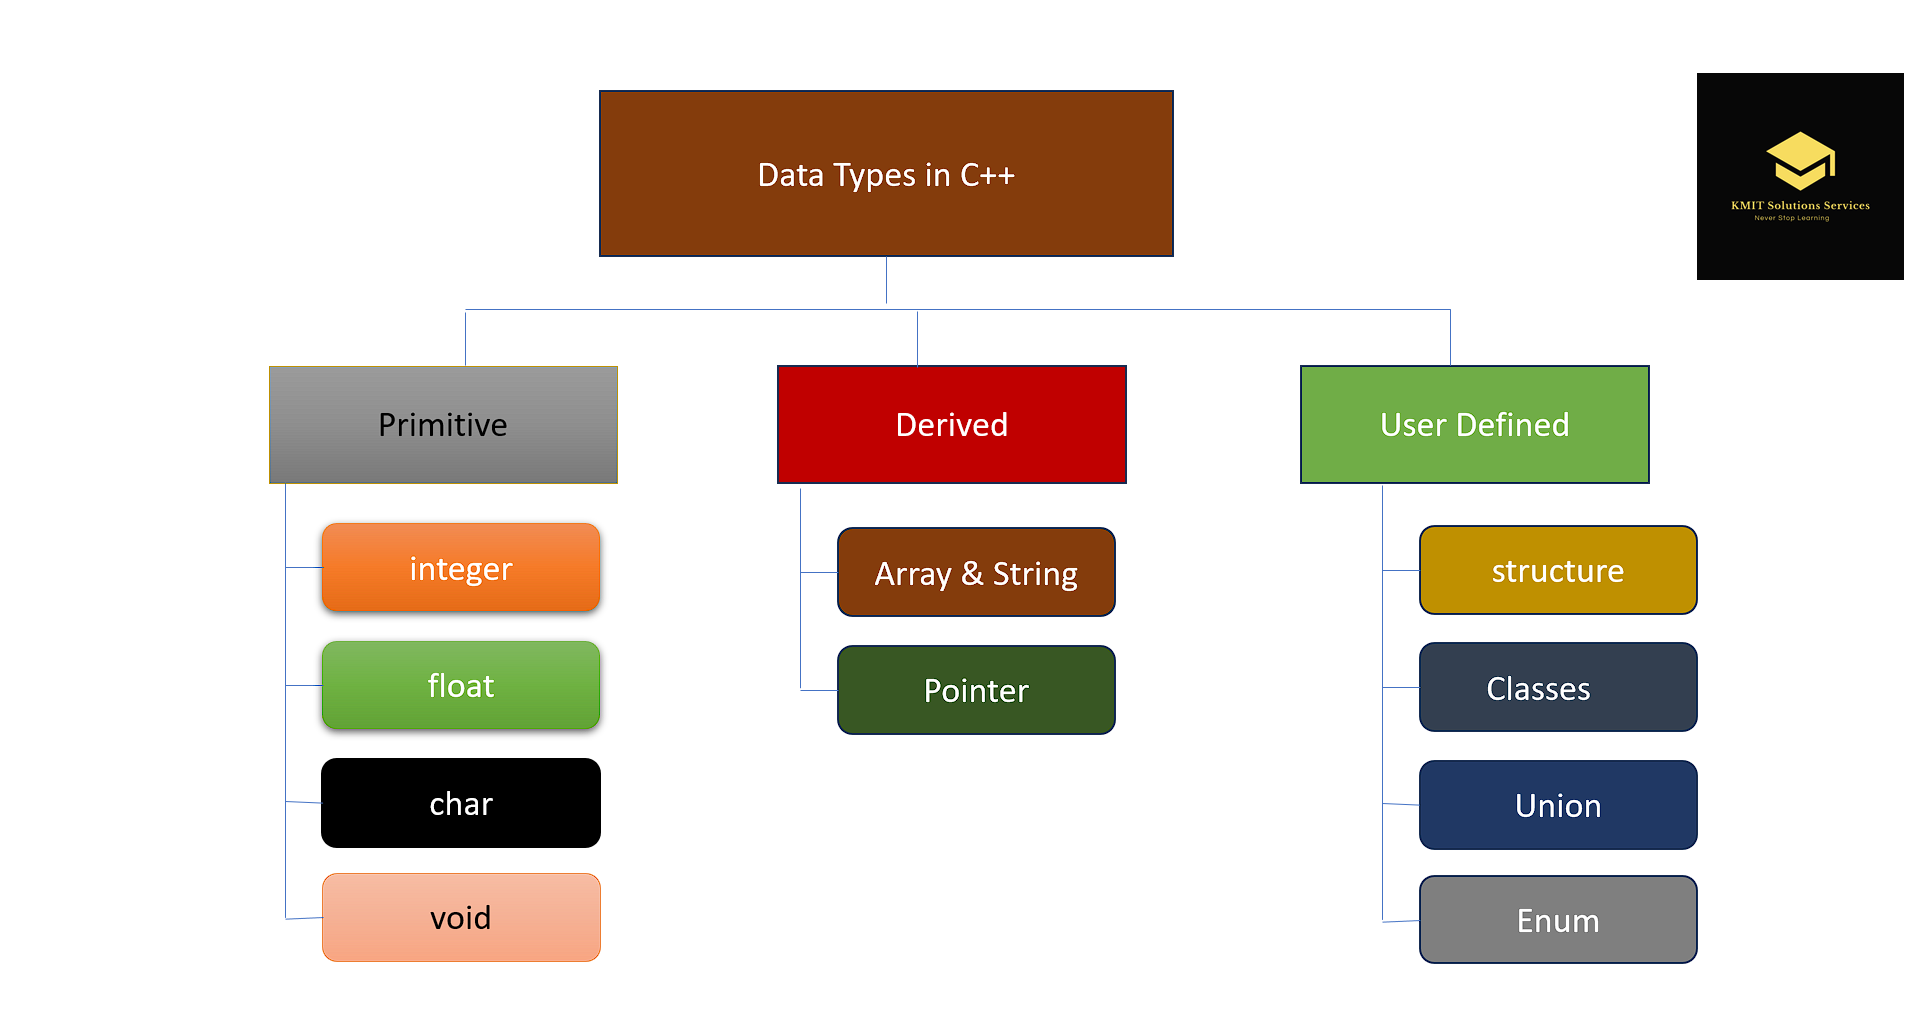 Data Types in C++
KMIT Solutions Services
Never Stop Learning
Primitive
Derived
User Defined
integer
float
char
void
Array & String
Pointer
structure
Classes
Union
Enum